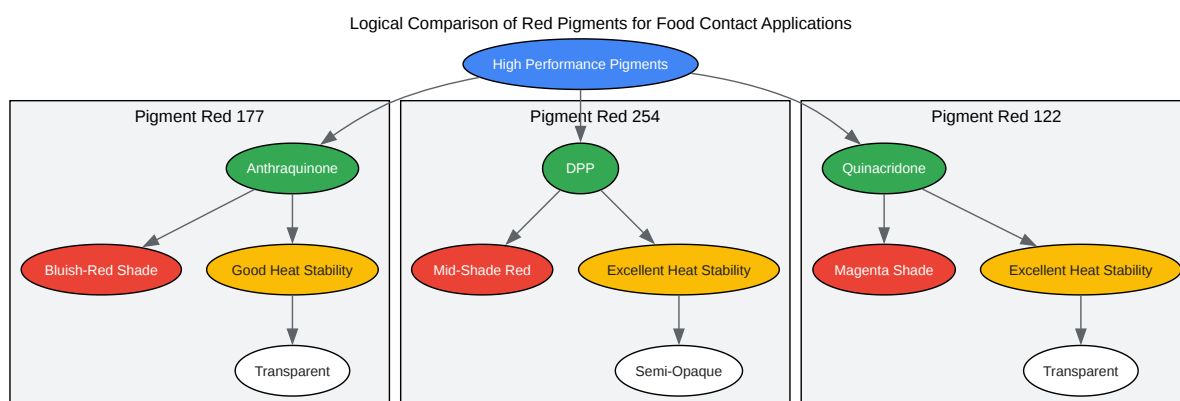 Logical Comparison of Red Pigments for Food Contact Applications
High Performance Pigments
Pigment Red 177
Anthraquinone
Bluish-Red Shade
Good Heat Stability
Transparent
Pigment Red 254
DPP
Mid-Shade Red
Excellent Heat Stability
Semi-Opaque
Pigment Red 122
Quinacridone
Magenta Shade
Excellent Heat Stability
Transparent